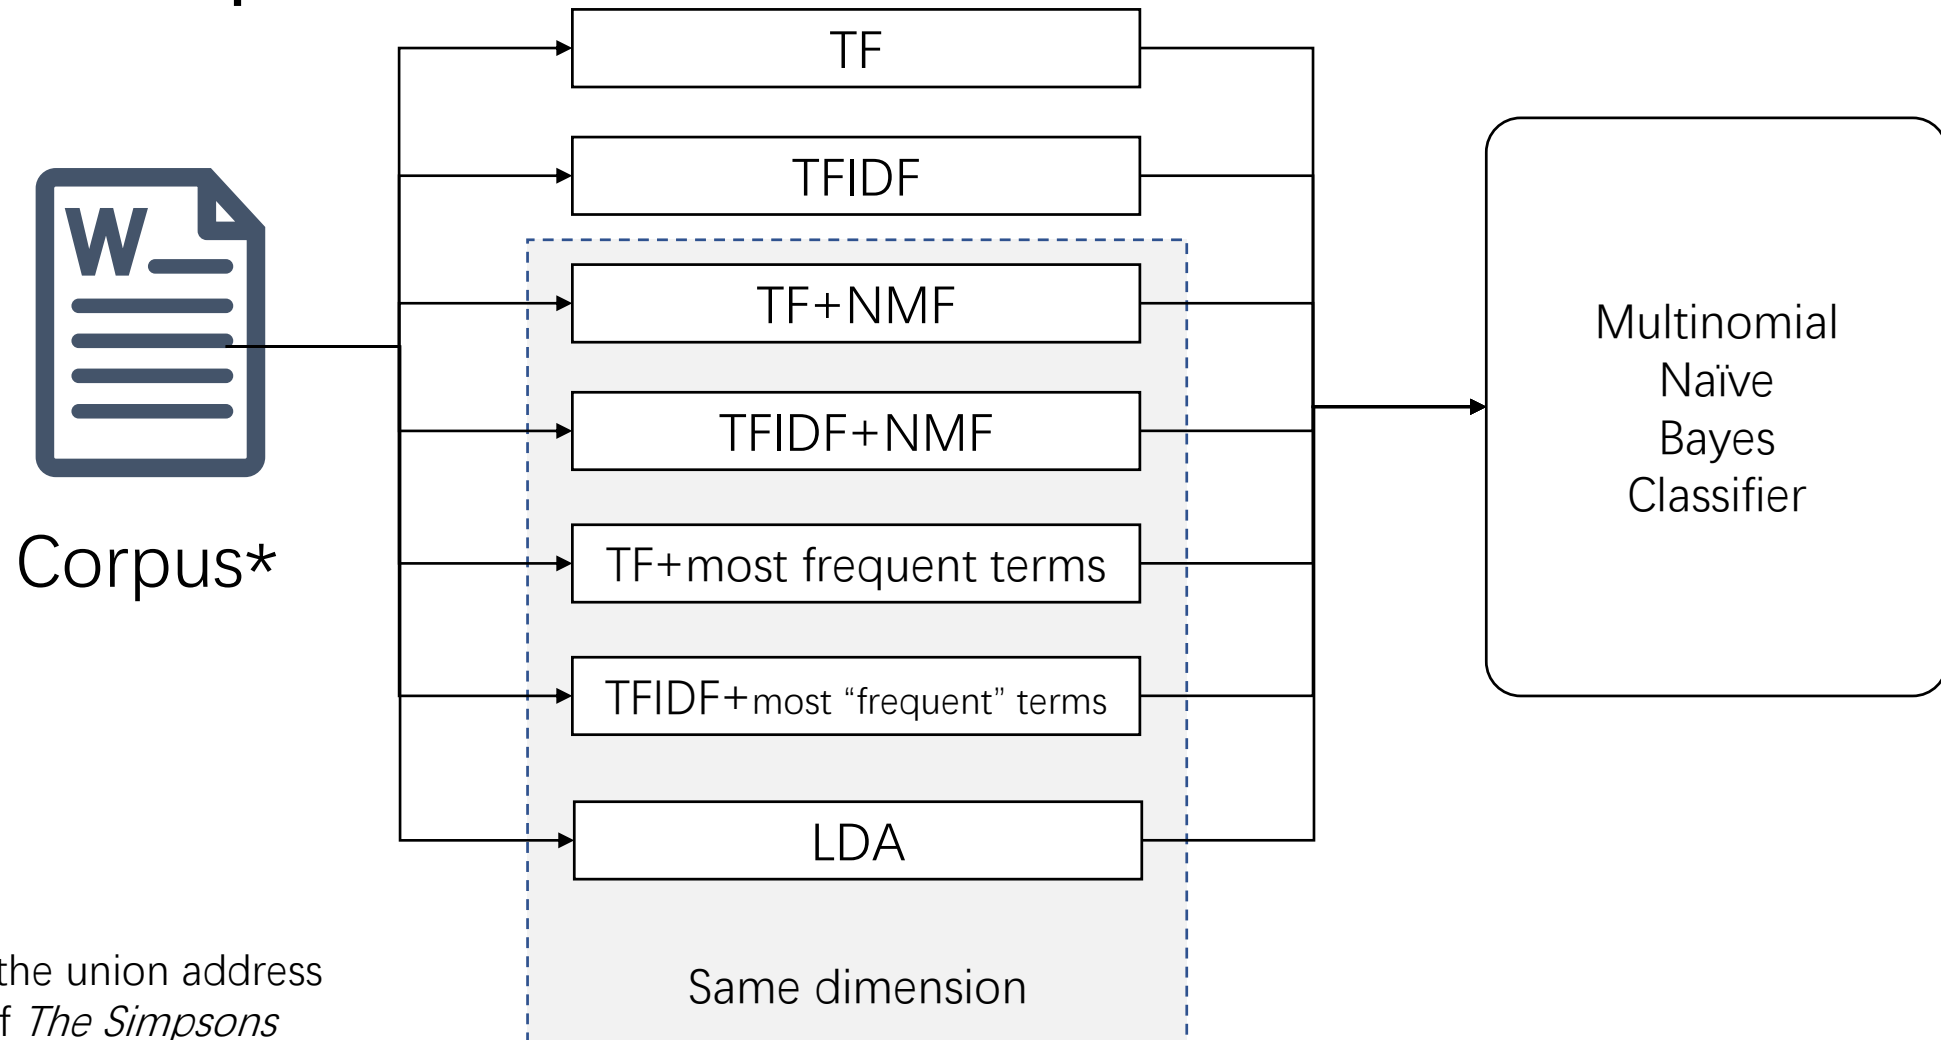 TF
TFIDF
TF+NMF
TFIDF+NMF
TF+most frequent terms
TFIDF+most “frequent” terms
LDA
Same dimension
W
Corpus*
the union address
f The Simpsons
Multinomial
Naïve
Bayes
Classifier